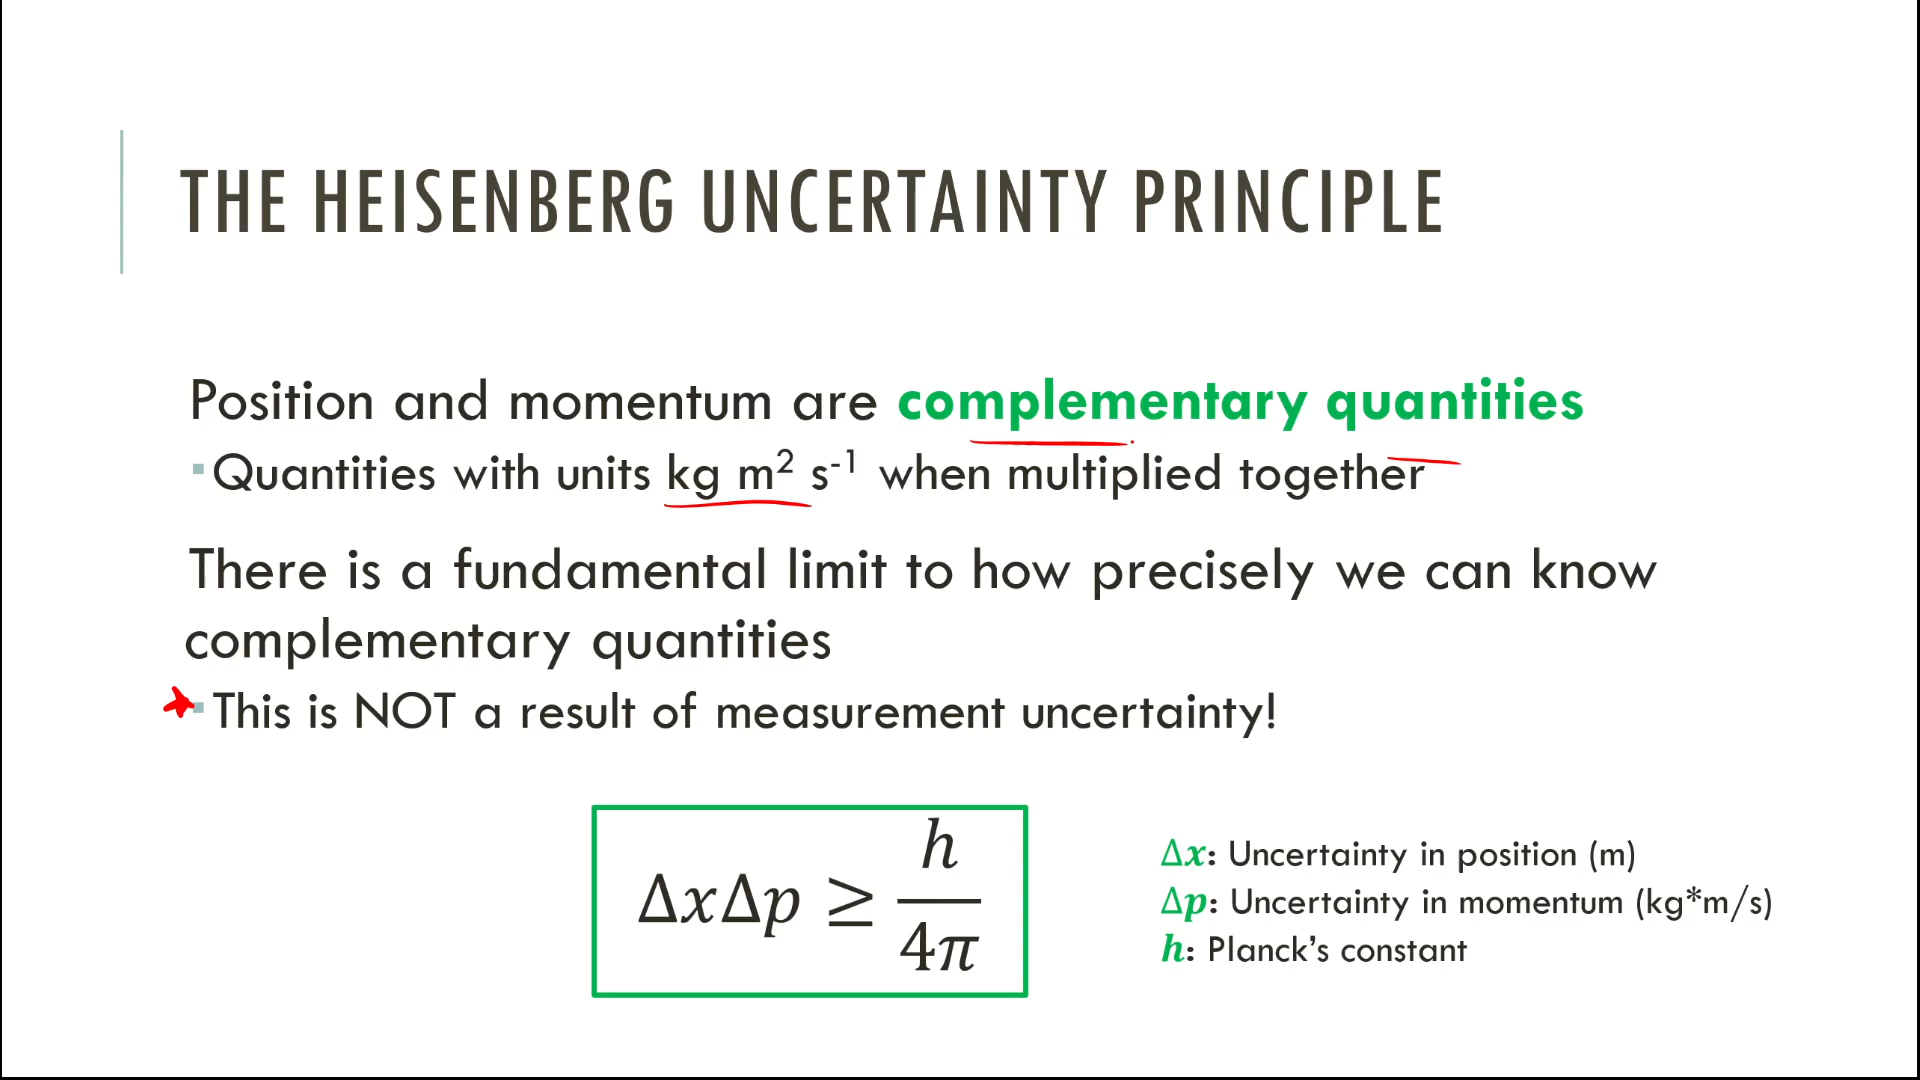 THE HEISENBERG UNCERTAINTY PRINCIPLE
Position and momentum are complementary quantities
▪Quantities with units kg m² s⁻¹ when multiplied together
There is a fundamental limit to how precisely we can know
complementary quantities
▪This is NOT a result of measurement uncertainty!
ΔxΔp ≥ h/4π
Δx: Uncertainty in position (m)
Δp: Uncertainty in momentum (kg*m/s)
h: Planck’s constant